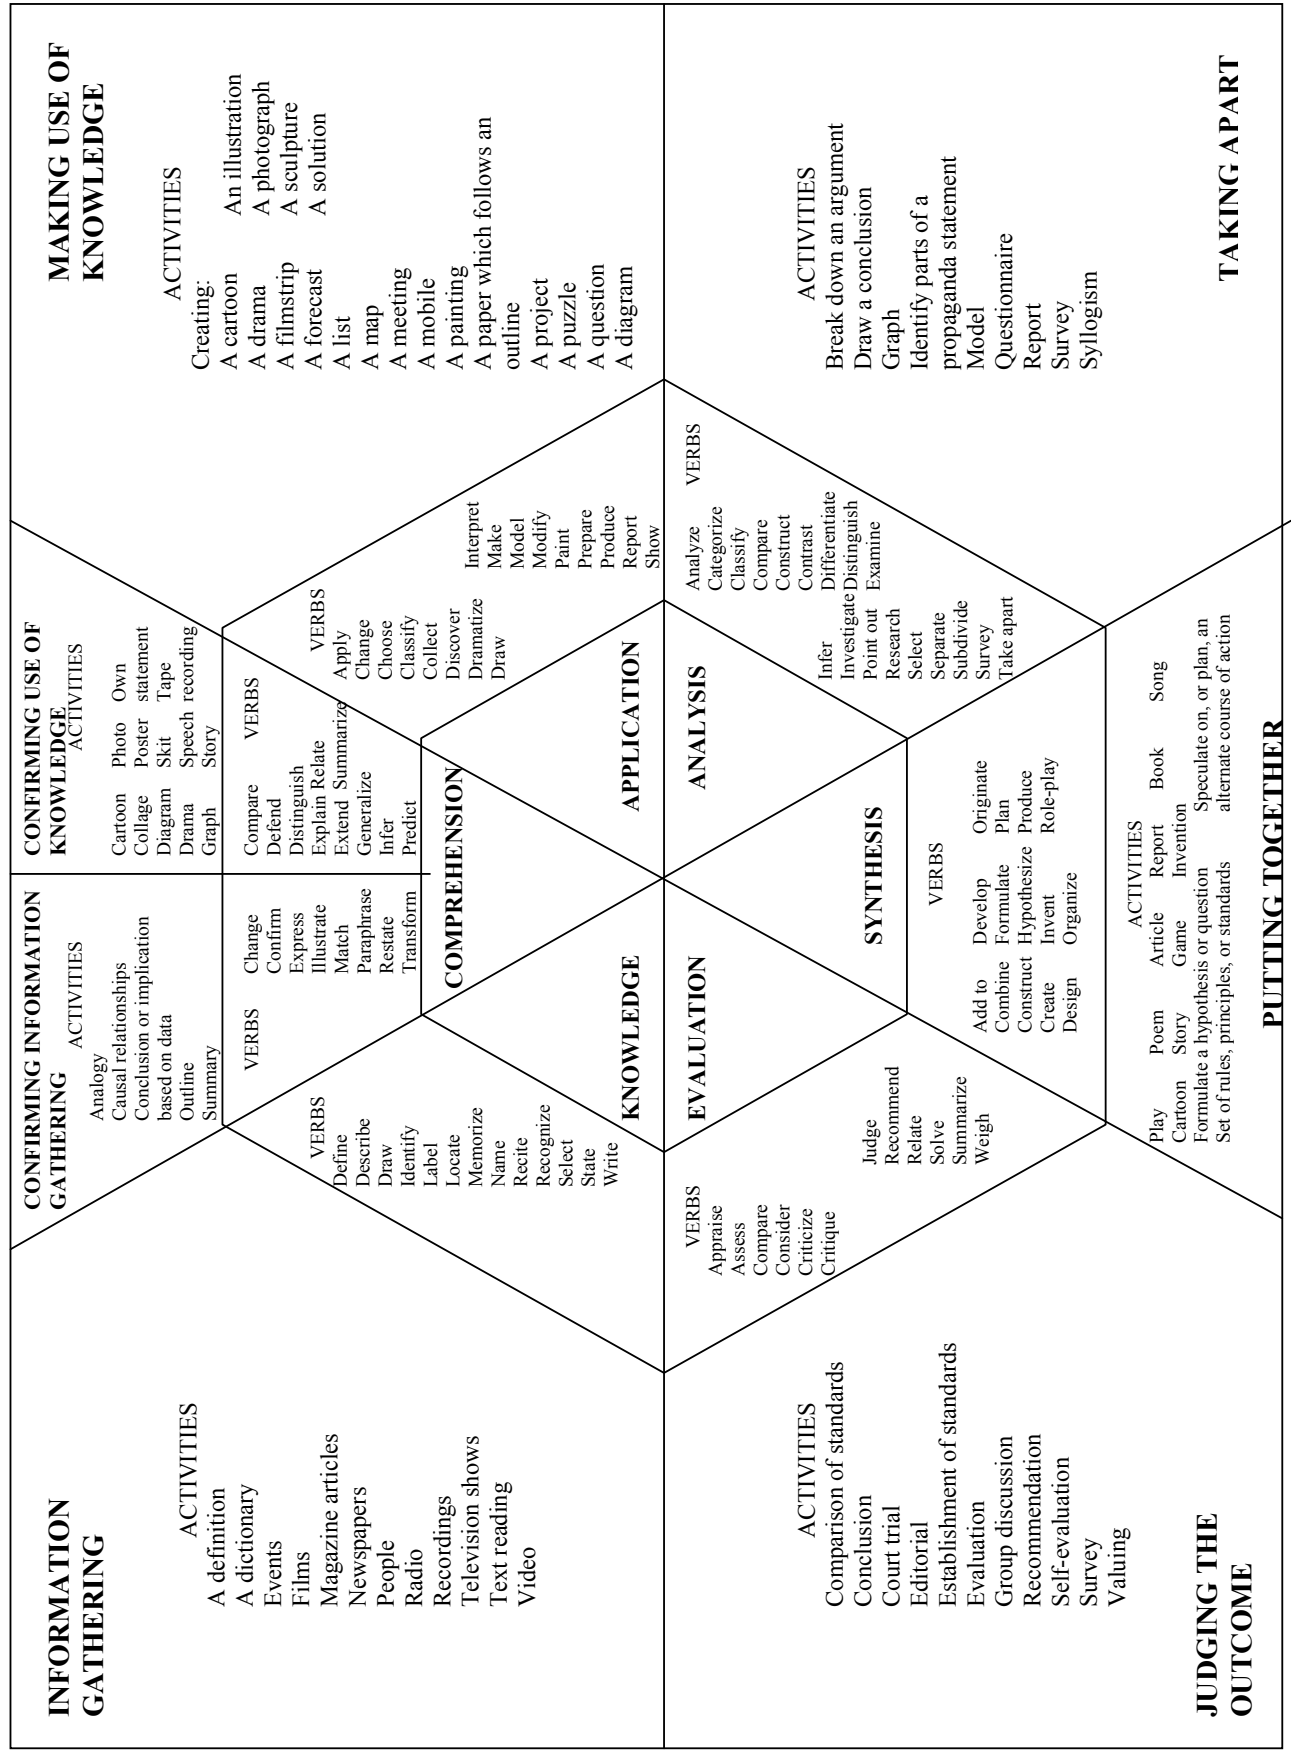 INFORMATION
GATHERING
ACTIVITIES
A definition
A dictionary
Events
Films
Magazine articles
Newspapers
People
Radio
Recordings
Television shows
Text reading
Video
CONFIRMING INFORMATION
GATHERING
ACTIVITIES
Analogy
Causal relationships
Conclusion or implication
based on data
Outline
Summary
CONFIRMING USE OF
KNOWLEDGE
ACTIVITIES
Cartoon Photo Own
Collage Poster statement
Diagram Skit Tape
Drama Speech recording
Graph Story
MAKING USE OF
KNOWLEDGE
ACTIVITIES
Creating:
A cartoon An illustration
A drama A photograph
A filmstrip A sculpture
A forecast A solution
A list
A map
A meeting
A mobile
A painting
A paper which follows an
outline
A project
A puzzle
A question
A diagram
VERBS
Define
Describe
Draw
Identify
Label
Locate
Memorize
Name
Recite
Recognize
Select
State
Write
VERBS
Change
Confirm
Express
Illustrate
Match
Paraphrase
Restate
Transform
VERBS
Compare
Defend
Distinguish
Explain Relate
Extend Summarize
Generalize
Infer
Predict
VERBS
Apply
Change
Choose
Classify
Collect
Discover
Dramatize
Draw
Interpret
Make
Model
Modify
Paint
Prepare
Produce
Report
Show
COMPREHENSION
KNOWLEDGE
APPLICATION
EVALUATION
ANALYSIS
SYNTHESIS
VERBS
Appraise
Assess
Compare
Consider
Criticize
Critique
Judge
Recommend
Relate
Solve
Summarize
Weigh
VERBS
Add to Develop Originate
Combine Formulate Plan
Construct Hypothesize Produce
Create Invent Role-play
Design Organize
VERBS
Analyze
Categorize
Classify
Compare
Construct
Contrast
Differentiate
Distinguish
Examine
Infer
Investigate
Point out
Research
Select
Separate
Subdivide
Survey
Take apart
ACTIVITIES
Comparison of standards
Conclusion
Court trial
Editorial
Establishment of standards
Evaluation
Group discussion
Recommendation
Self-evaluation
Survey
Valuing
JUDGING THE
OUTCOME
ACTIVITIES
Play Poem Article Report Book Song
Cartoon Story Game Invention
Formulate a hypothesis or question Speculate on, or plan, an
Set of rules, principles, or standards alternate course of action
PUTTING TOGETHER
ACTIVITIES
Break down an argument
Draw a conclusion
Graph
Identify parts of a
propaganda statement
Model
Questionnaire
Report
Survey
Syllogism
TAKING APART